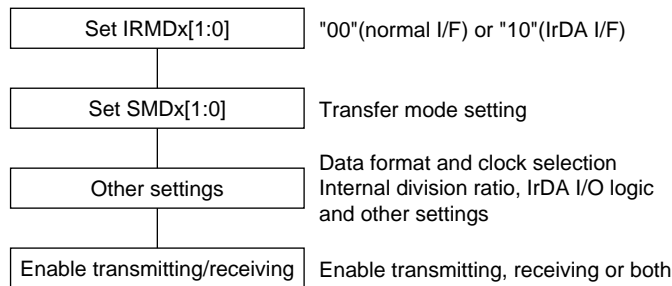 Set IRMDx[1:0]
"00"(normal I/F) or "10"(IrDA I/F)
Set SMDx[1:0]
Transfer mode setting
Other settings
Data format and clock selection
Internal division ratio, IrDA I/O logic
and other settings
Enable transmitting/receiving
Enable transmitting, receiving or both